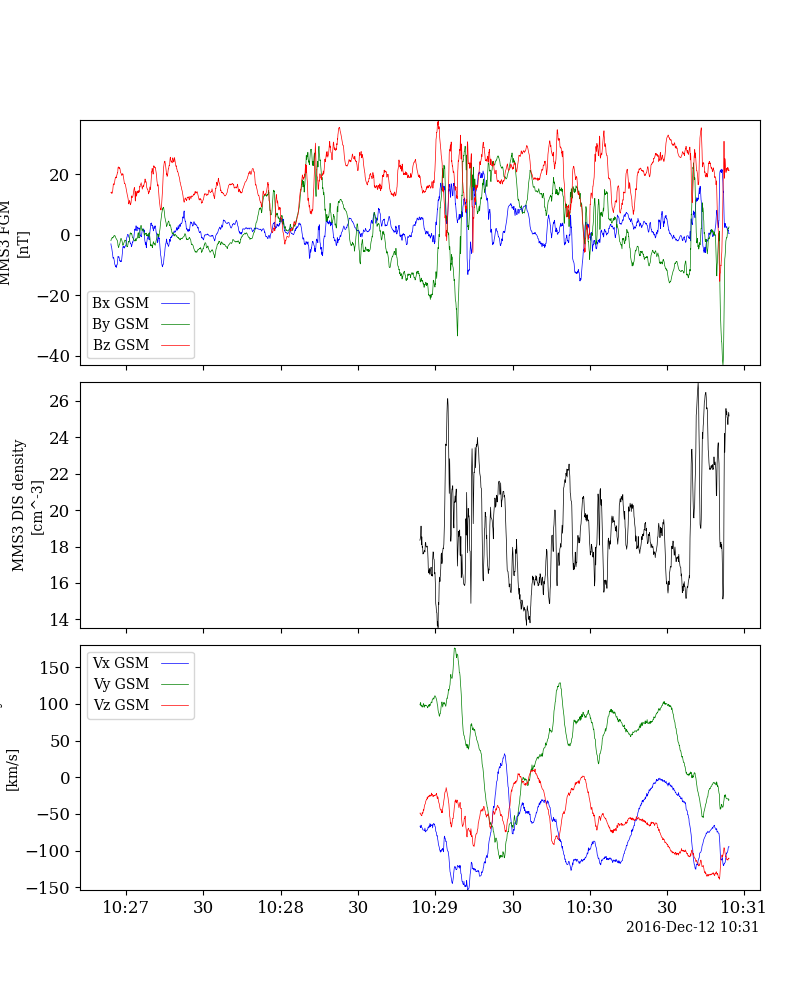 MMS3 FGM
[nT]
20
0
−20
−40
Bx GSM
By GSM
Bz GSM
MMS3 DIS density
[cm^-3]
26
24
22
20
18
16
14
[km/s]
150
100
50
0
−50
−100
−150
Vx GSM
Vy GSM
Vz GSM
10:27 30 10:28 30 10:29 30 10:30 30 10:31
2016-Dec-12 10:31